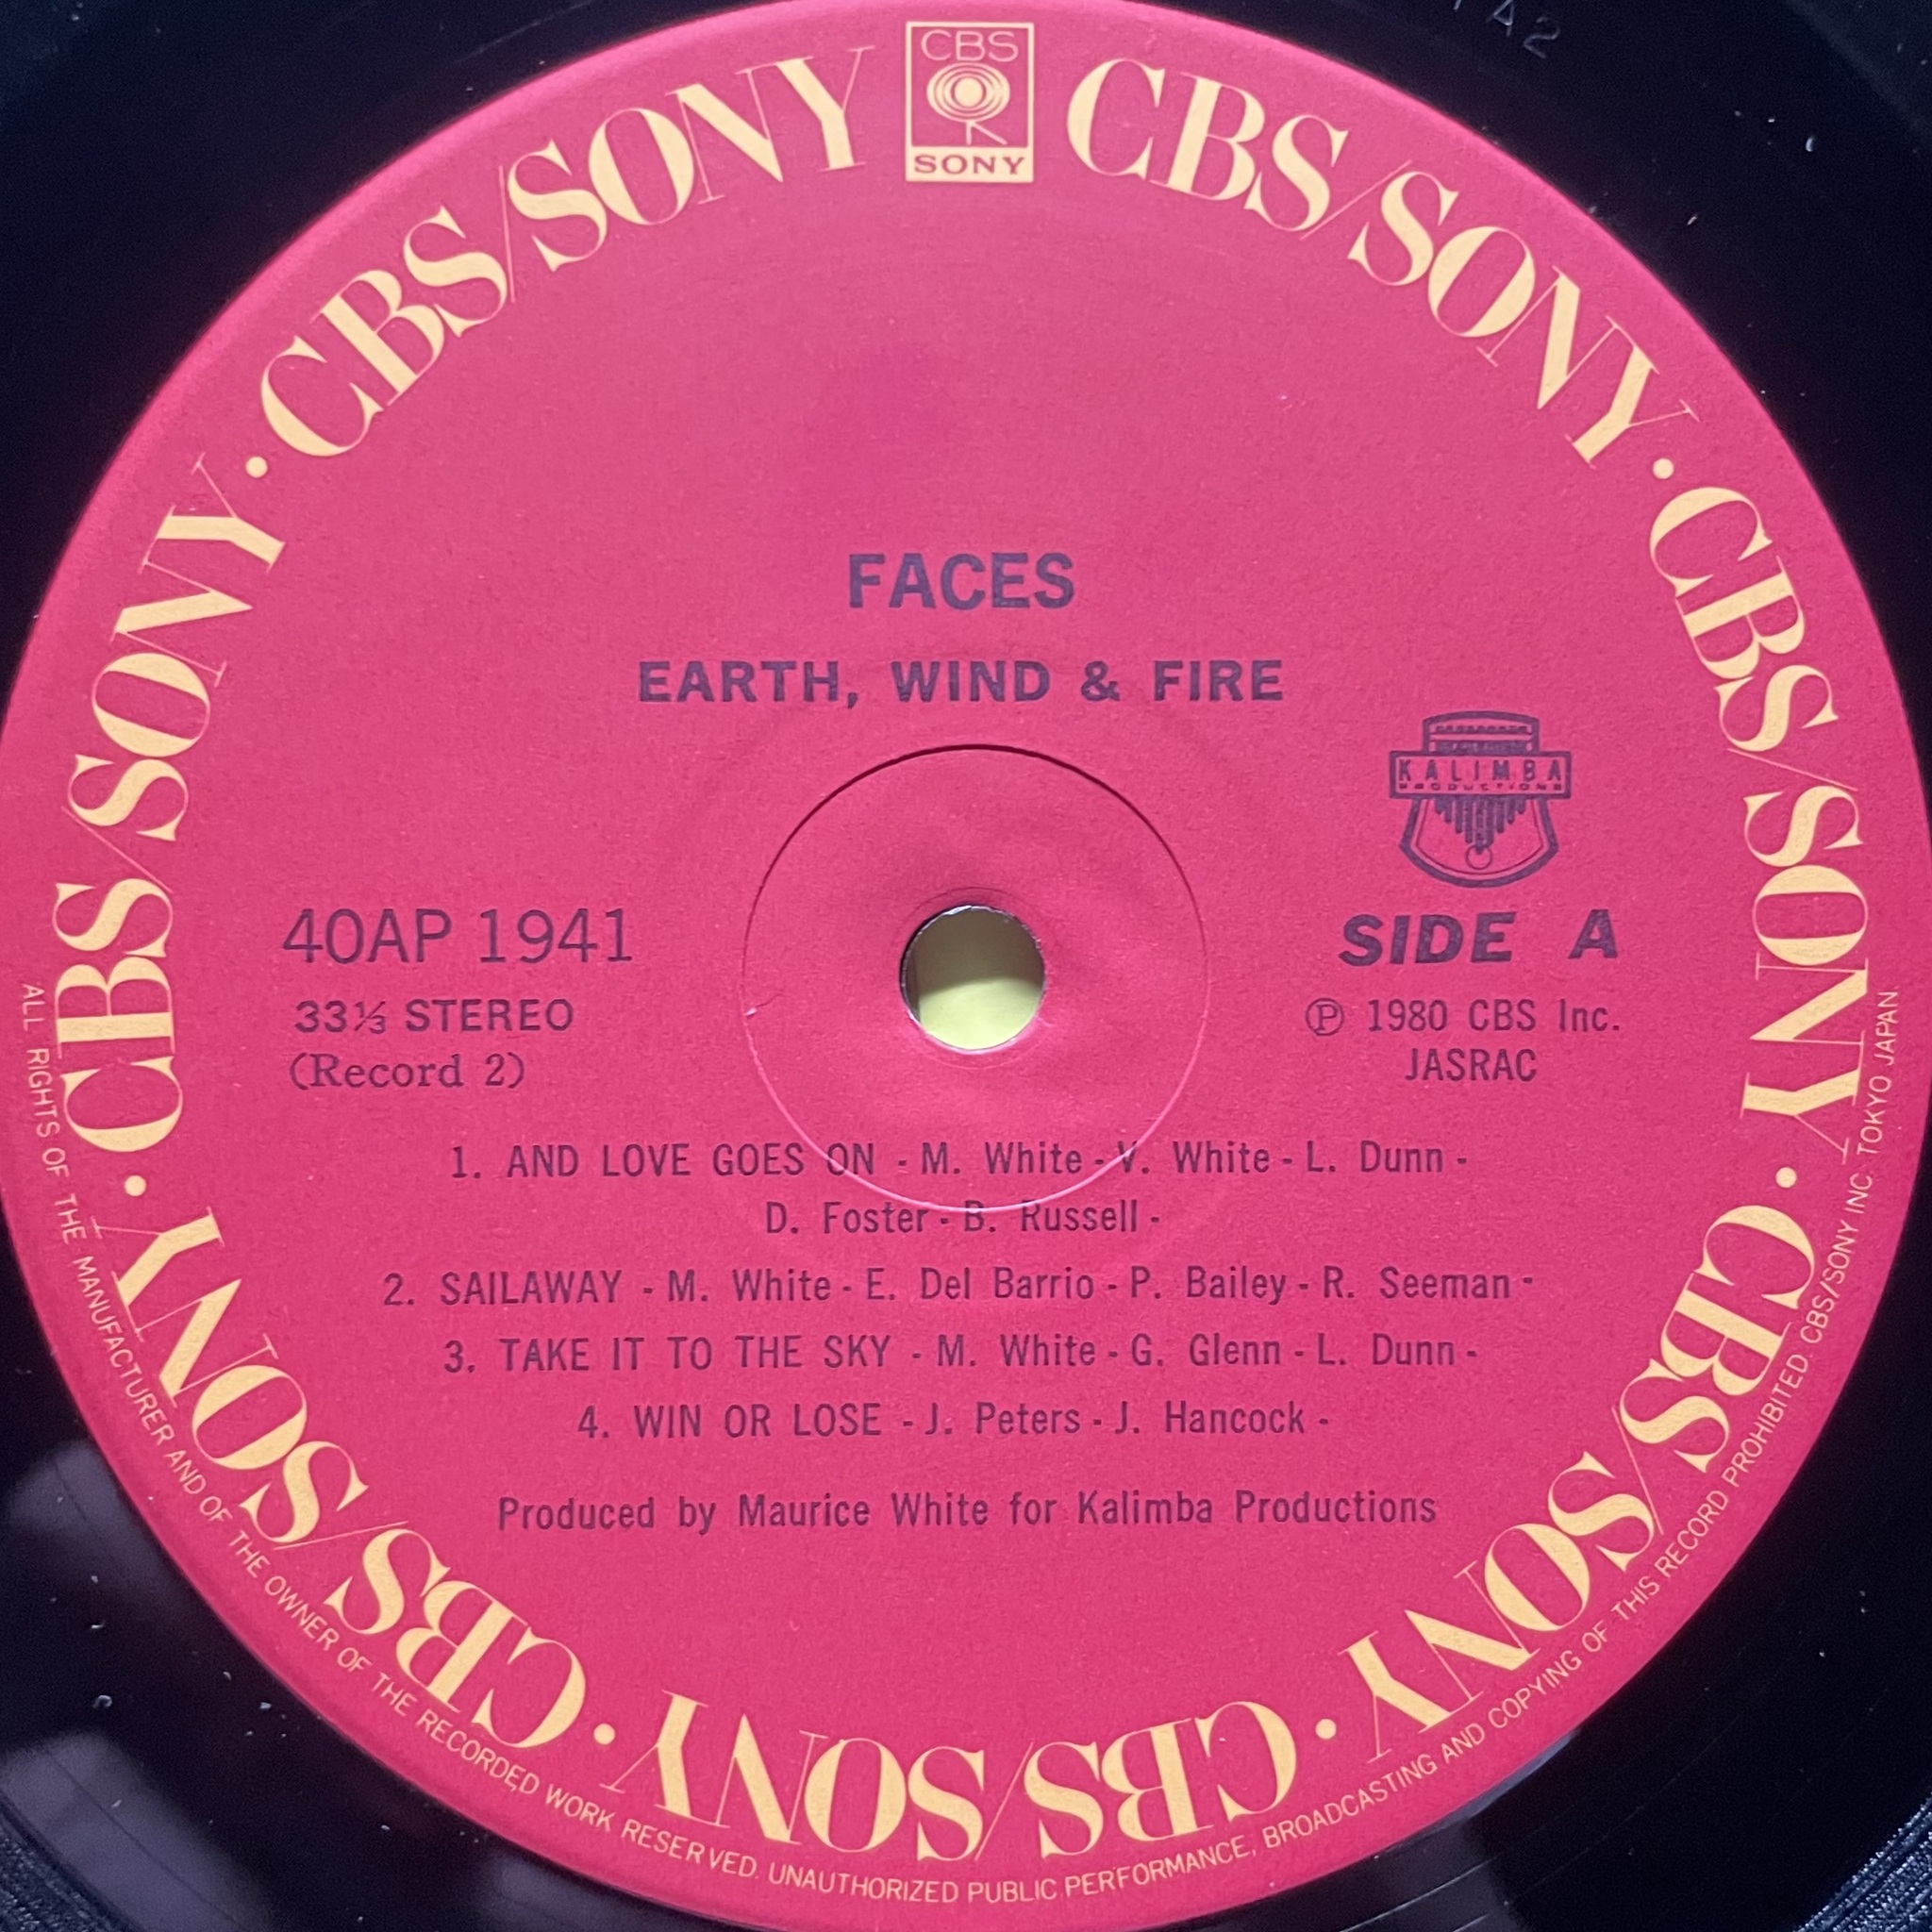 1A2
CBS
SONY
CBS/SONY · CBS/SONY · CBS/SONY · CBS/SONY · CBS/SONY · CBS/SONY · CBS/SONY
FACES
EARTH, WIND & FIRE
KALIMBA
PRODUCTIONS
40AP 1941
SIDE A
33⅓ STEREO
℗ 1980 CBS Inc.
(Record 2)
JASRAC
1. AND LOVE GOES ON - M. White - V. White - L. Dunn -
D. Foster - B. Russell -
2. SAILAWAY - M. White - E. Del Barrio - P. Bailey - R. Seeman -
3. TAKE IT TO THE SKY - M. White - G. Glenn - L. Dunn -
4. WIN OR LOSE - J. Peters - J. Hancock -
Produced by Maurice White for Kalimba Productions
ALL RIGHTS OF THE MANUFACTURER AND OF THE OWNER OF THE RECORDED WORK RESERVED. UNAUTHORIZED PUBLIC PERFORMANCE, BROADCASTING AND COPYING OF THIS RECORD PROHIBITED. CBS/SONY INC. TOKYO JAPAN.